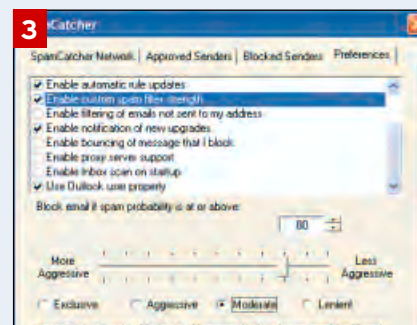 3
eCatcher
SpamCatcher Network | Approved Senders | Blocked Senders | Preferences
Enable automatic rule updates
Enable custom spam filter strength
Enable filtering of emails not sent to my address
Enable notification of new upgrades
Enable bouncing of message that I block
Enable proxy server support
Enable Inbox scan on startup
Use Outlook user property
Block email if spam probability is at or above:
80
More Aggressive
Less Aggressive
Exclusive Aggressive Moderate Lenient